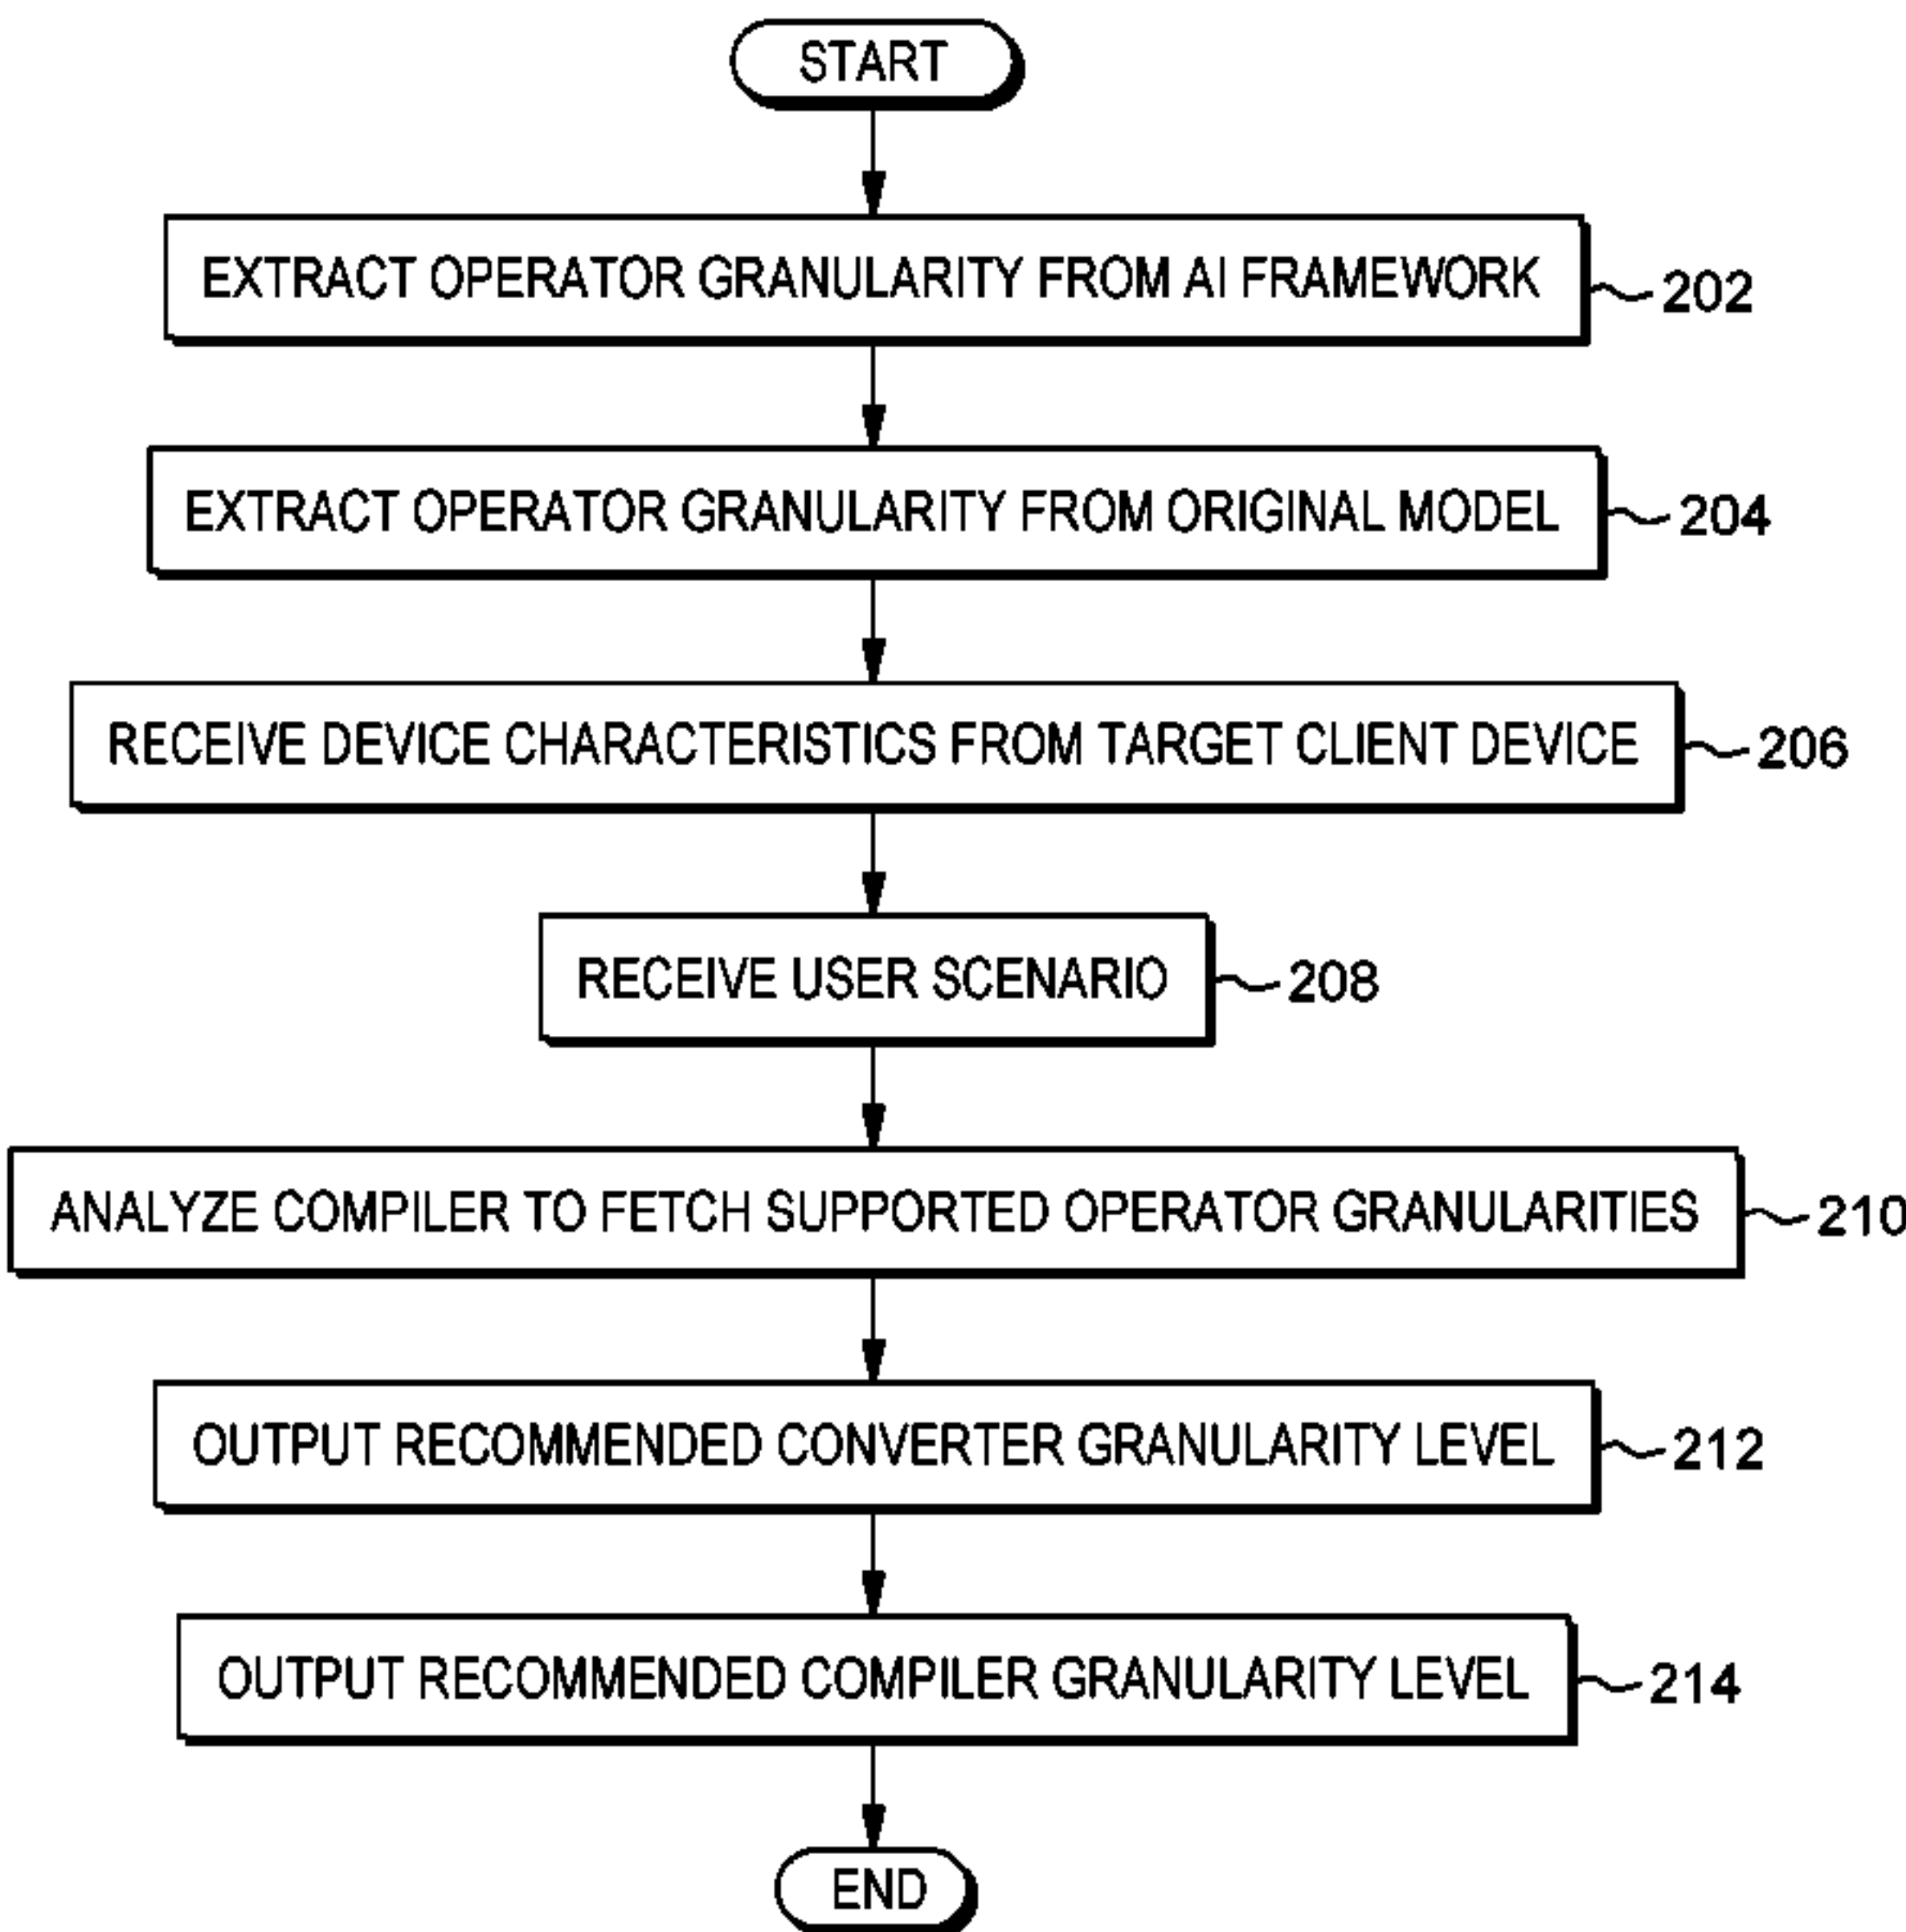 START
EXTRACT OPERATOR GRANULARITY FROM AI FRAMEWORK
202
EXTRACT OPERATOR GRANULARITY FROM ORIGINAL MODEL
204
RECEIVE DEVICE CHARACTERISTICS FROM TARGET CLIENT DEVICE
206
RECEIVE USER SCENARIO
208
ANALYZE COMPILER TO FETCH SUPPORTED OPERATOR GRANULARITIES
210
OUTPUT RECOMMENDED CONVERTER GRANULARITY LEVEL
212
OUTPUT RECOMMENDED COMPILER GRANULARITY LEVEL
214
END